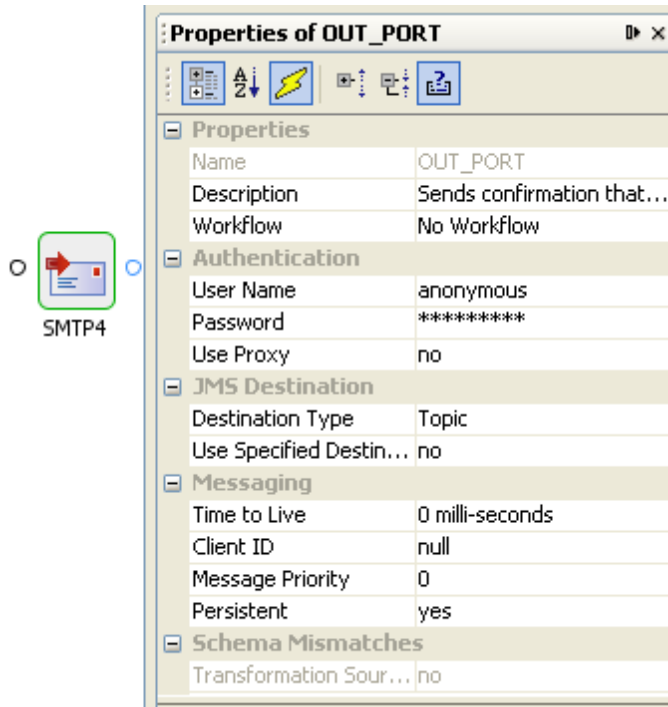 Properties of OUT_PORT
Properties
Name OUT_PORT
Description Sends confirmation that...
Workflow No Workflow
Authentication
User Name anonymous
Password *********
Use Proxy no
JMS Destination
Destination Type Topic
Use Specified Destin... no
Messaging
Time to Live 0 milli-seconds
Client ID null
Message Priority 0
Persistent yes
Schema Mismatches
Transformation Sour... no
SMTP4